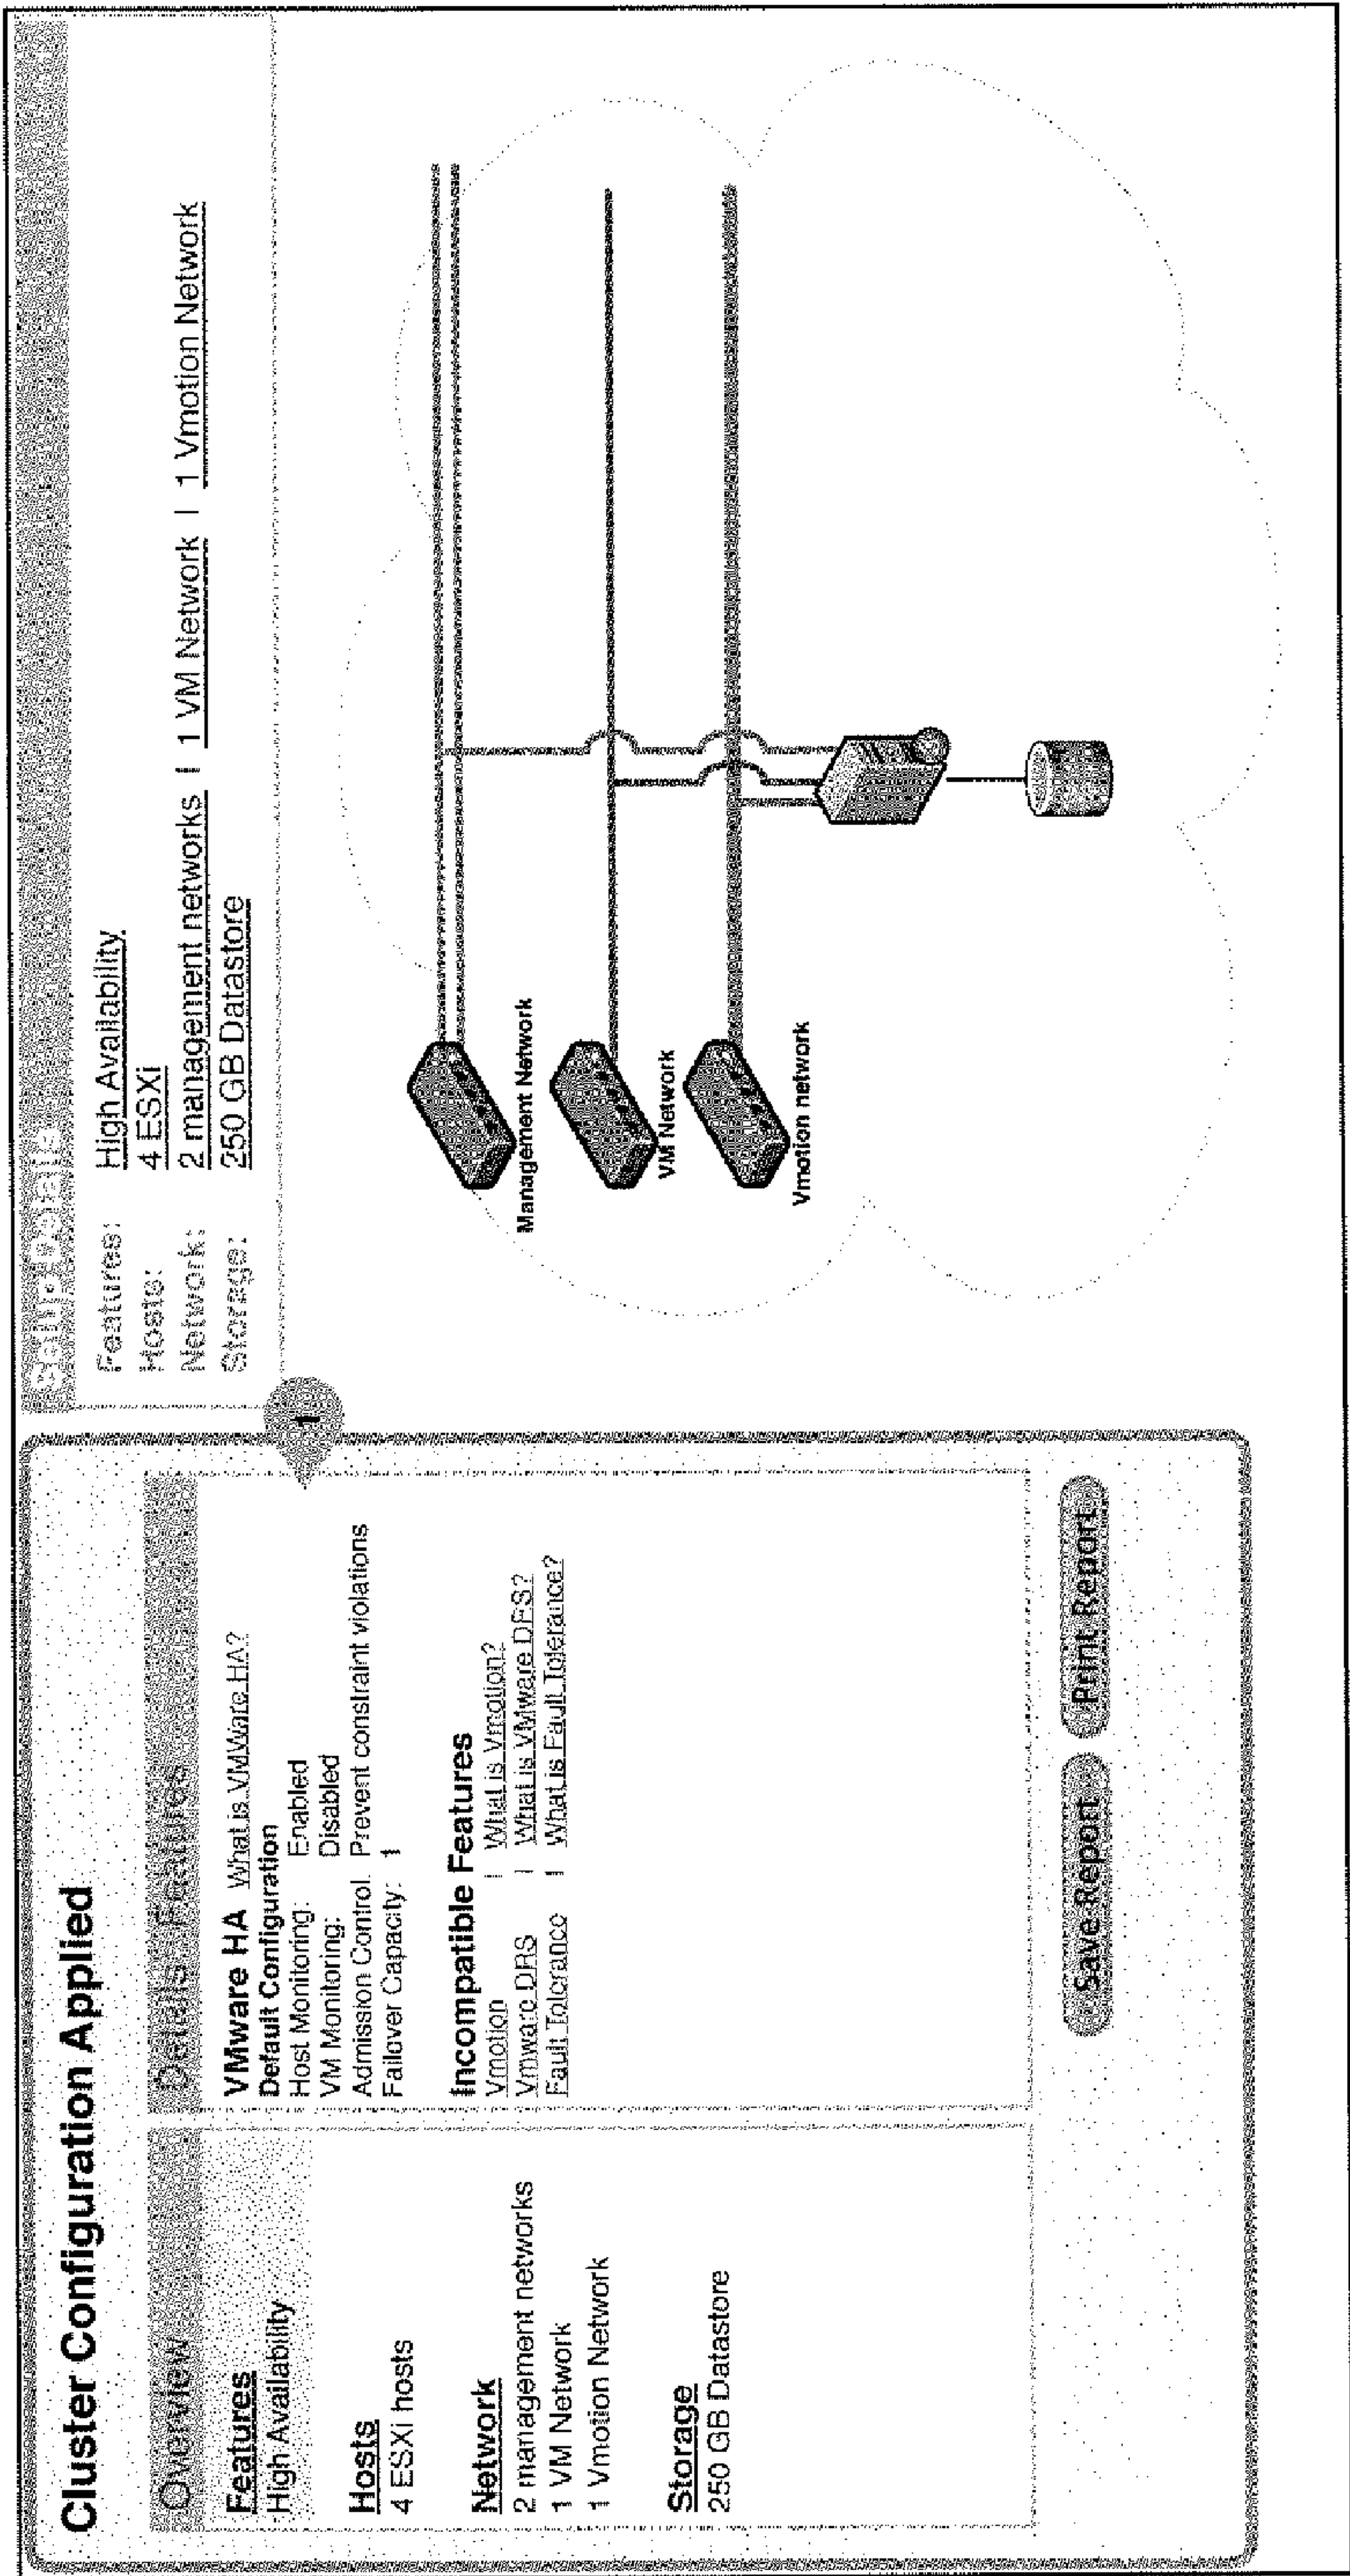 Cluster Configuration Applied
Overview
Features
High Availability
Hosts
4 ESXi hosts
Network
2 management networks
1 VM Network
1 Vmotion Network
Storage
250 GB Datastore
Details Features
VMware HA What is VMWare HA?
Default Configuration
Host Monitoring: Enabled
VM Monitoring: Disabled
Admission Control. Prevent constraint violations
Failover Capacity: 1
Incompatible Features
Vmotion | What is Vmotion?
Vmware DRS | What is VMware DFS?
Fault Tolerance | What is Fault Tolerance?
Save Report Print Report
1
Setup Details
Features: High Availability
Hosts: 4 ESXi
Network: 2 management networks | 1 VM Network | 1 Vmotion Network
Storage: 250 GB Datastore
Management Network
VM Network
Vmotion network